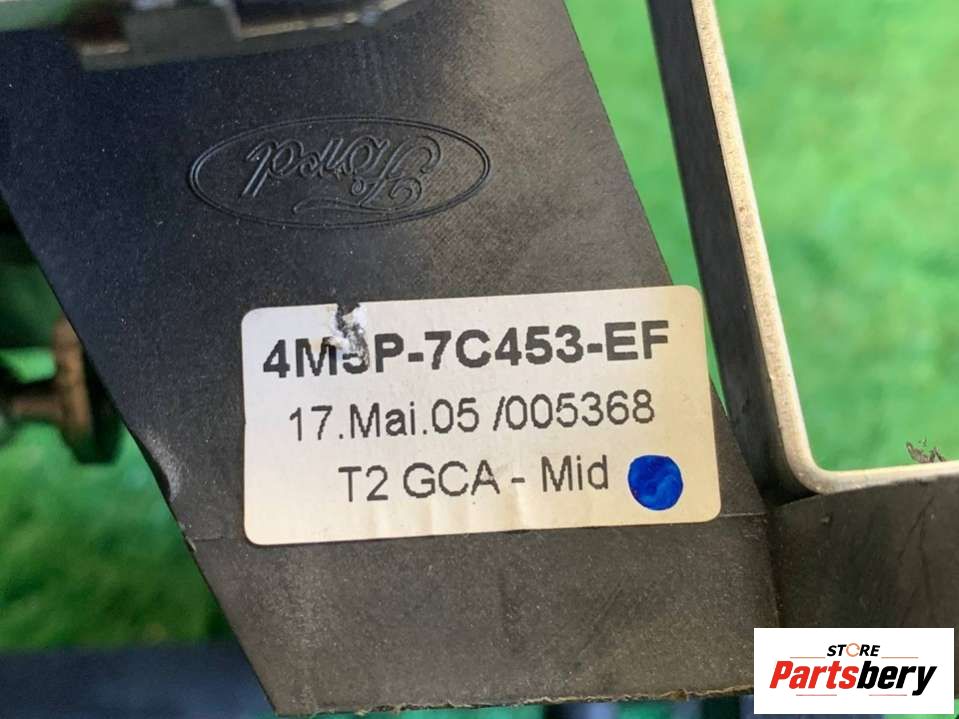 Ford
4M5P-7C453-EF
17.Mai.05 /005368
T2 GCA - Mid
STORE
Partsbery